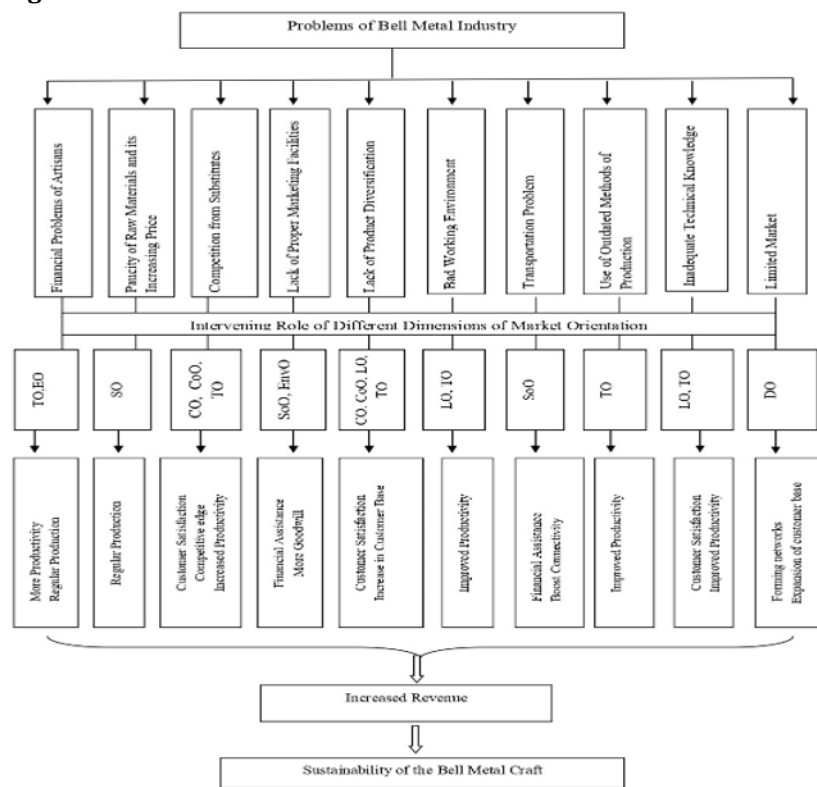 Problems of Bell Metal Industry
Financial Problems of Artisans
Paucity of Raw Materials and its
Increasing Price
Competition from Substitutes
Lack of Proper Marketing Facilities
Lack of Product Diversification
Bad Working Environment
Transportation Problem
Use of Outdated Methods of
Production
Inadequate Technical Knowledge
Limited Market
Intervening Role of Different Dimensions of Market Orientation
TO,EO
SO
CO, CoO,
TO
SoO, EnvO
CO, CoO, LO,
TO
LO, TO
SoO
TO
LO, TO
DO
More Productivity
Regular Production
Regular Production
Customer Satisfaction
Competitive edge
Increased Productivity
Financial Assistance
More Goodwill
Customer Satisfaction
Increase in Customer Base
Improved Productivity
Financial Assistance
Boost Connectivity
Improved Productivity
Customer Satisfaction
Improved Productivity
Forming networks
Expansion of customer base
Increased Revenue
Sustainability of the Bell Metal Craft